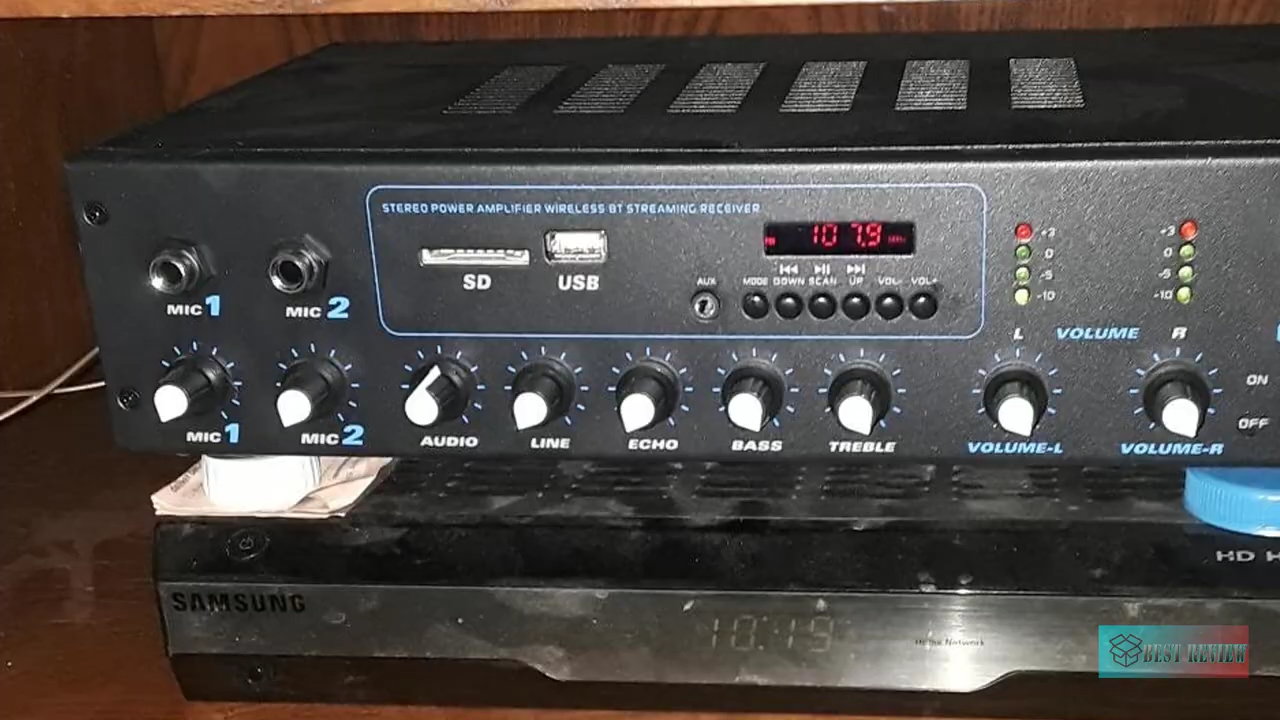 STEREO POWER AMPLIFIER WIRELESS BT STREAMING RECEIVER
107.9
SD
USB
AUX
MODE DOWN SCAN UP VOL- VOL+
MIC 1
MIC 2
+3
0
-5
-10
+3
0
-5
-10
L VOLUME R
ON
OFF
MIC 1
MIC 2
AUDIO
LINE
ECHO
BASS
TREBLE
VOLUME-L
VOLUME-R
HD
SAMSUNG
10:19
Home Network
BEST REVIEW